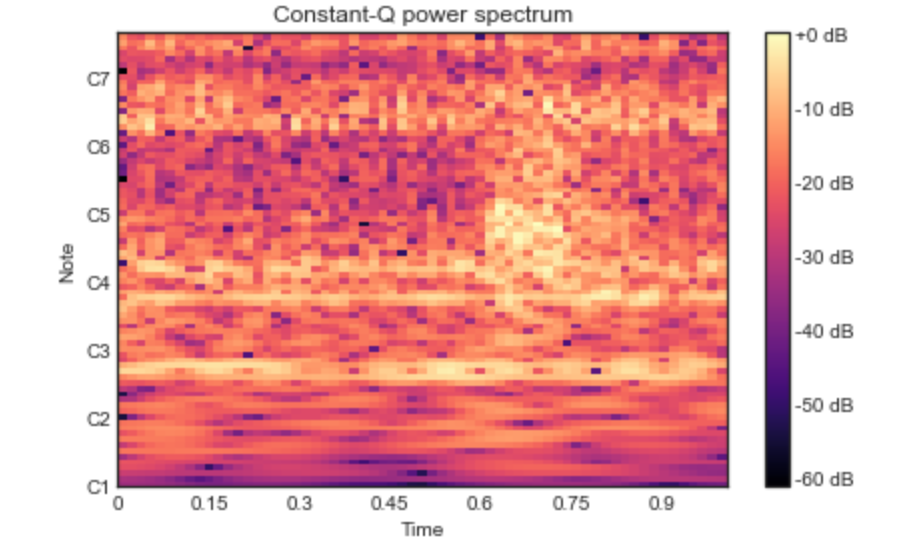 Constant-Q power spectrum
Note
C7
C6
C5
C4
C3
C2
C1
0 0.15 0.3 0.45 0.6 0.75 0.9
Time
+0 dB
-10 dB
-20 dB
-30 dB
-40 dB
-50 dB
-60 dB